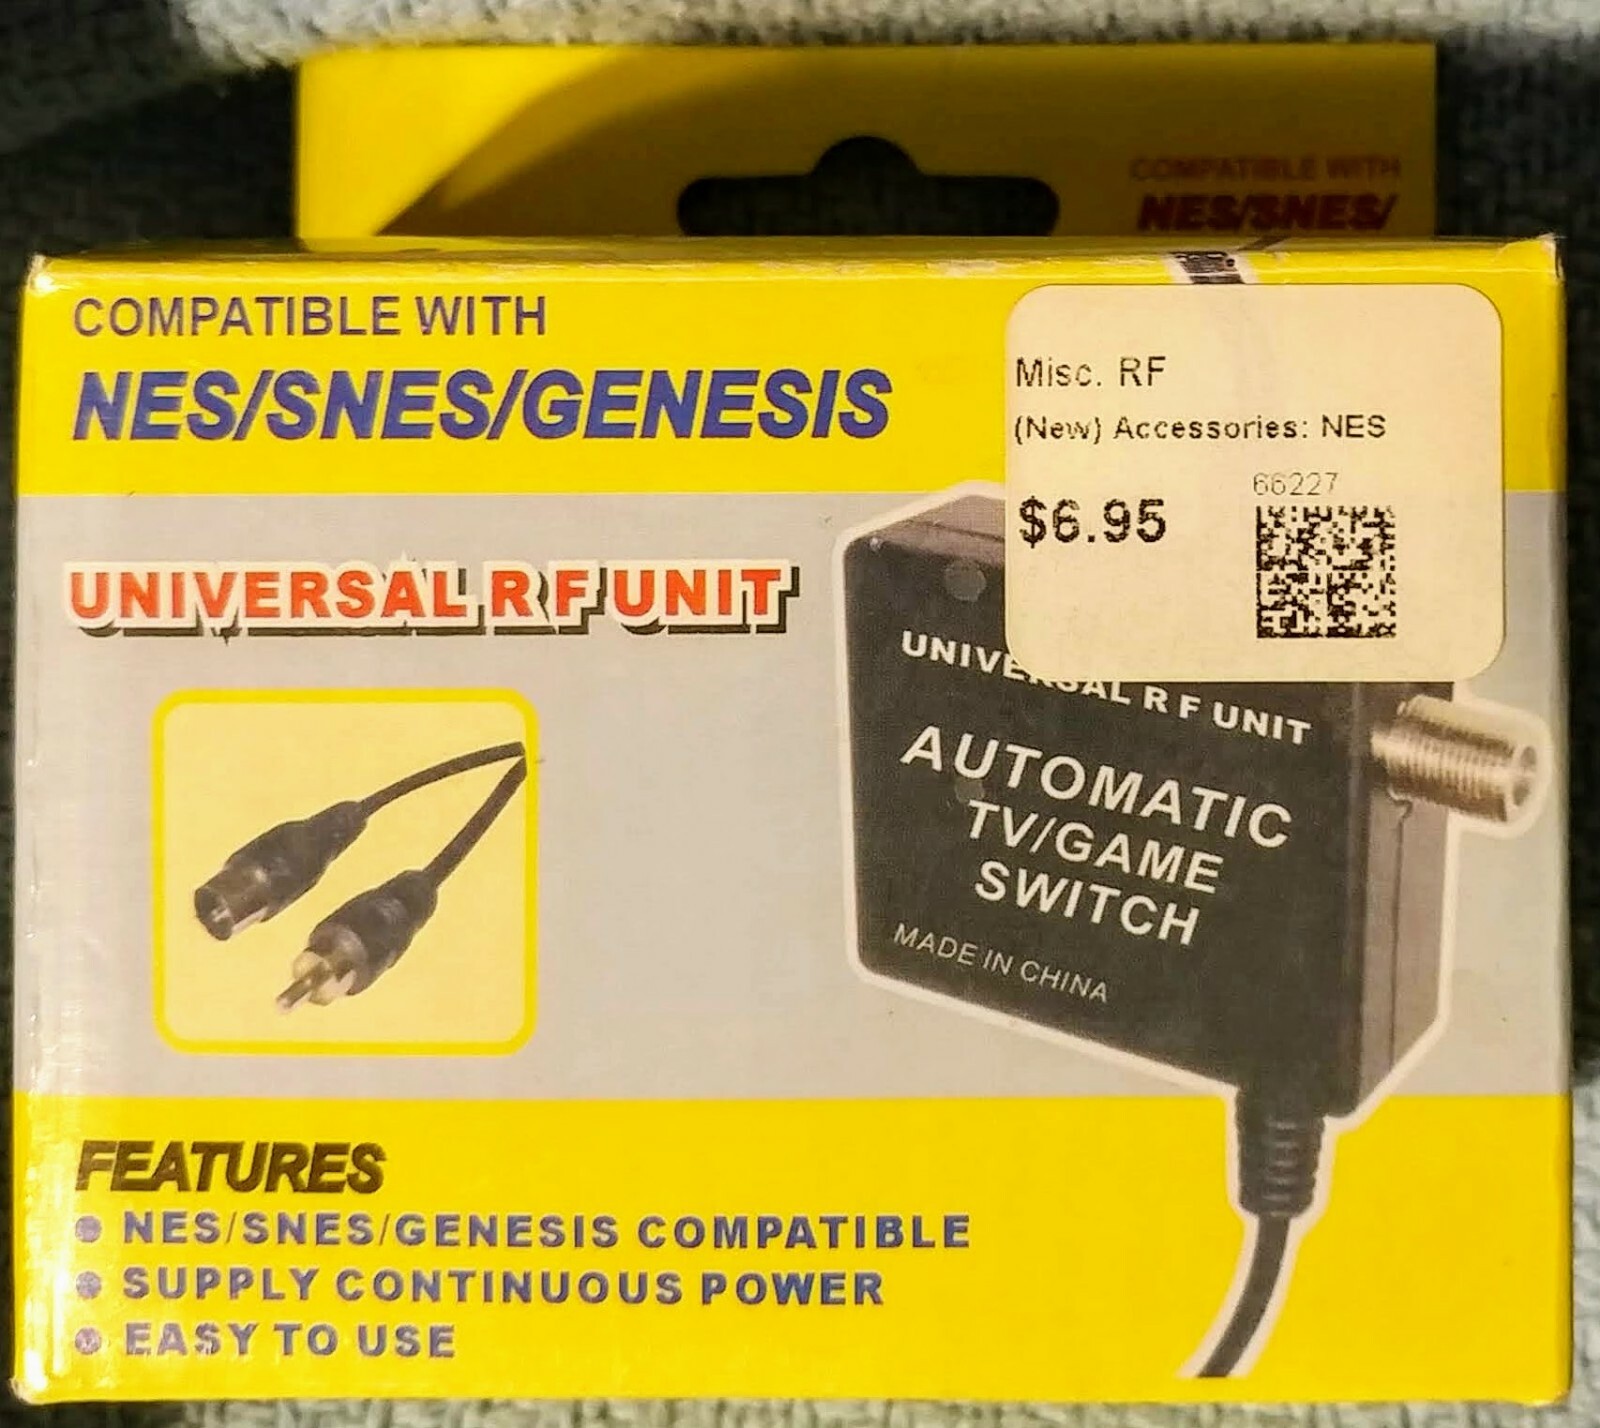 COMPATIBLE WITH
NES/SNES/
COMPATIBLE WITH
NES/SNES/GENESIS
Misc. RF
(New) Accessories: NES
66227
$6.95
UNIVERSAL RF UNIT
UNIVERSAL RF UNIT
AUTOMATIC
TV/GAME
SWITCH
MADE IN CHINA
FEATURES
NES/SNES/GENESIS COMPATIBLE
SUPPLY CONTINUOUS POWER
EASY TO USE